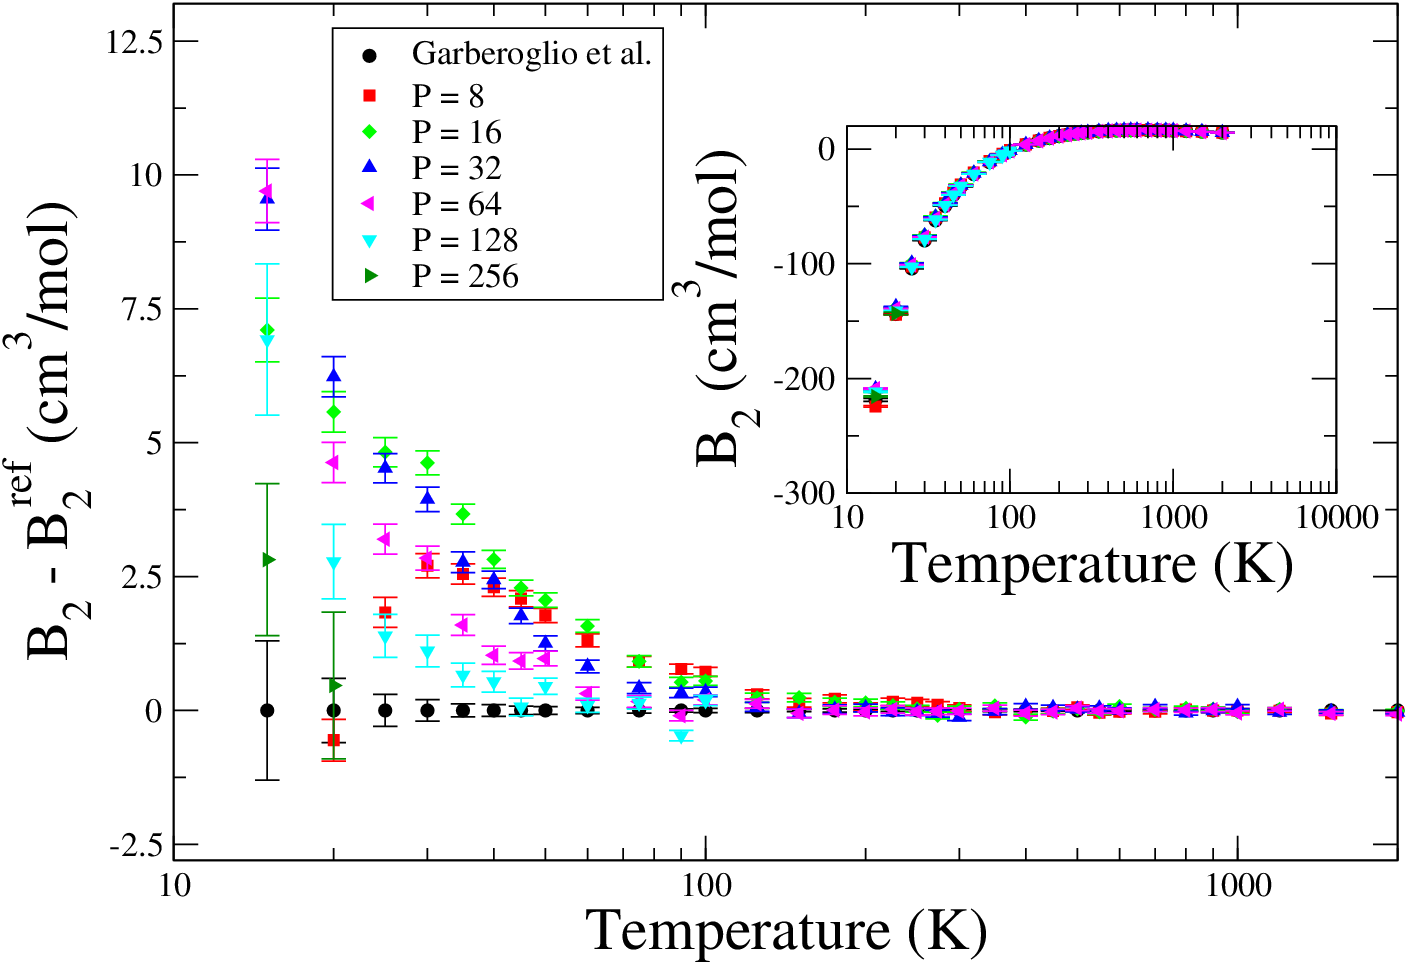 12.5
10
7.5
5
2.5
0
-2.5
B₂ - B₂ʳᵉᶠ (cm³/mol)
10
100
1000
Temperature (K)
Garberoglio et al.
P = 8
P = 16
P = 32
P = 64
P = 128
P = 256
0
-100
-200
-300
B₂ (cm³/mol)
10
100
1000
10000
Temperature (K)